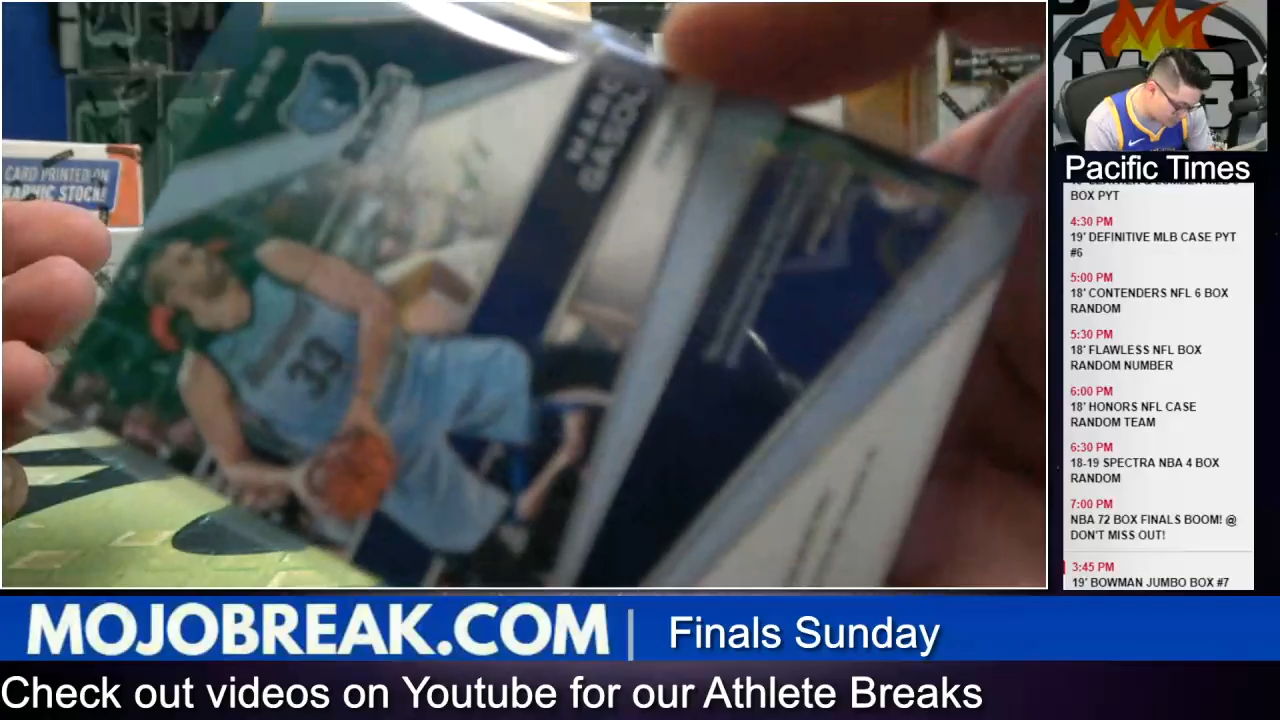 MARC
GASOL
33
CARD PRINTED ON
STOCK!
Pacific Times
BOX PYT
4:30 PM
19' DEFINITIVE MLB CASE PYT
#6
5:00 PM
18' CONTENDERS NFL 6 BOX
RANDOM
5:30 PM
18' FLAWLESS NFL BOX
RANDOM NUMBER
6:00 PM
18' HONORS NFL CASE
RANDOM TEAM
6:30 PM
18-19 SPECTRA NBA 4 BOX
RANDOM
7:00 PM
NBA 72 BOX FINALS BOOM! @
DON'T MISS OUT!
3:45 PM
19' BOWMAN JUMBO BOX #7
MOJOBREAK.COM | Finals Sunday
Check out videos on Youtube for our Athlete Breaks